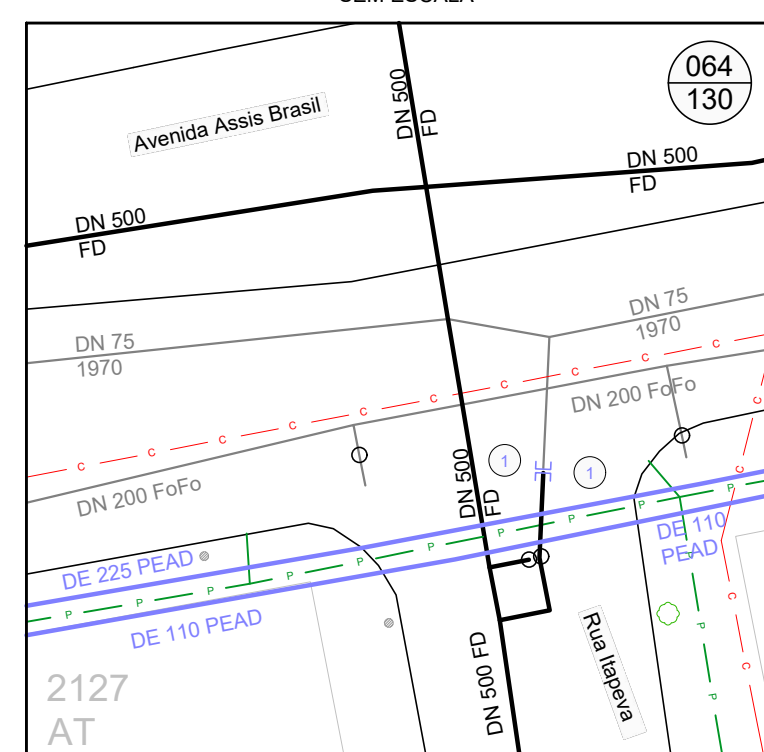 064
130
Avenida Assis Brasil
DN 500
FD
DN 500
FD
DN 500
FD
DN 75
1970
DN 75
1970
C C C C C C C C C
DN 200 FoFo
DN 200 FoFo
DN 500
FD
1
1
DE 225 PEAD
DE 110
PEAD
P P P P P P P P P P
DE 110 PEAD
C
C
C
P
P
P
Rua Itapeva
DN 500 FD
2127
AT